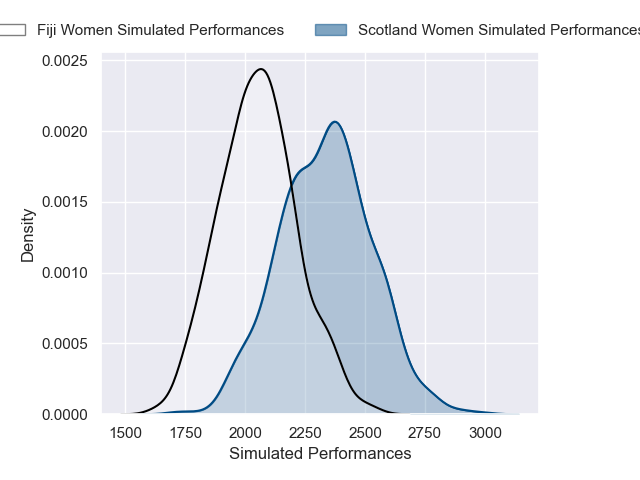 Fiji Women Simulated Performances
Scotland Women Simulated Performances
0.0025
0.0020
0.0015
0.0010
0.0005
0.0000
Density
1500 1750 2000 2250 2500 2750 3000
Simulated Performances